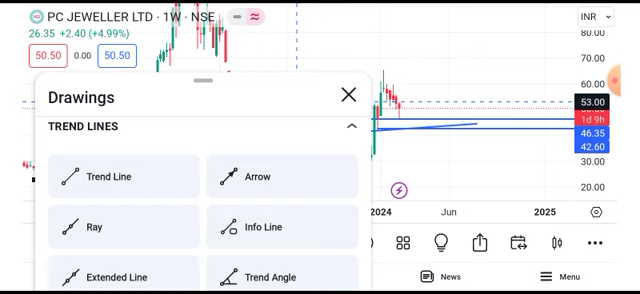 PC JEWELLER LTD · 1W · NSE
INR
26.35 +2.40 (+4.99%)
50.50 0.00 50.50
80.00
70.00
60.00
53.00
1d 9h
46.35
42.60
30.00
20.00
Drawings
TREND LINES
Trend Line
Arrow
Ray
Info Line
Extended Line
Trend Angle
2024 Jun 2025
News
Menu